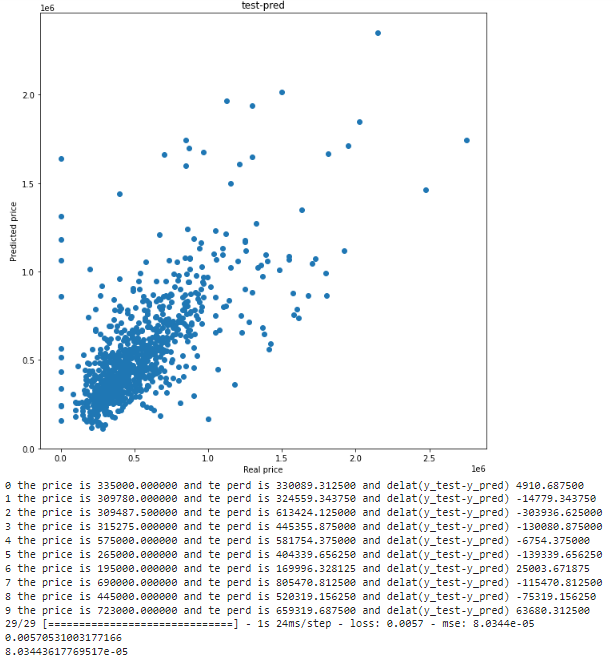 test-pred
1e6
2.0
1.5
Predicted price
1.0
0.5
0.0
0.0 0.5 1.0 1.5 2.0 2.5
Real price 1e6
0 the price is 335000.000000 and te perd is 330089.312500 and delat(y_test-y_pred) 4910.687500
1 the price is 309780.000000 and te perd is 324559.343750 and delat(y_test-y_pred) -14779.343750
2 the price is 309487.500000 and te perd is 613424.125000 and delat(y_test-y_pred) -303936.625000
3 the price is 315275.000000 and te perd is 445355.875000 and delat(y_test-y_pred) -130080.875000
4 the price is 575000.000000 and te perd is 581754.375000 and delat(y_test-y_pred) -6754.375000
5 the price is 265000.000000 and te perd is 404339.656250 and delat(y_test-y_pred) -139339.656250
6 the price is 195000.000000 and te perd is 169996.328125 and delat(y_test-y_pred) 25003.671875
7 the price is 690000.000000 and te perd is 805470.812500 and delat(y_test-y_pred) -115470.812500
8 the price is 445000.000000 and te perd is 520319.156250 and delat(y_test-y_pred) -75319.156250
9 the price is 723000.000000 and te perd is 659319.687500 and delat(y_test-y_pred) 63680.312500
29/29 [==============================] - 1s 24ms/step - loss: 0.0057 - mse: 8.0344e-05
0.00570531003177166
8.03443617769517e-05